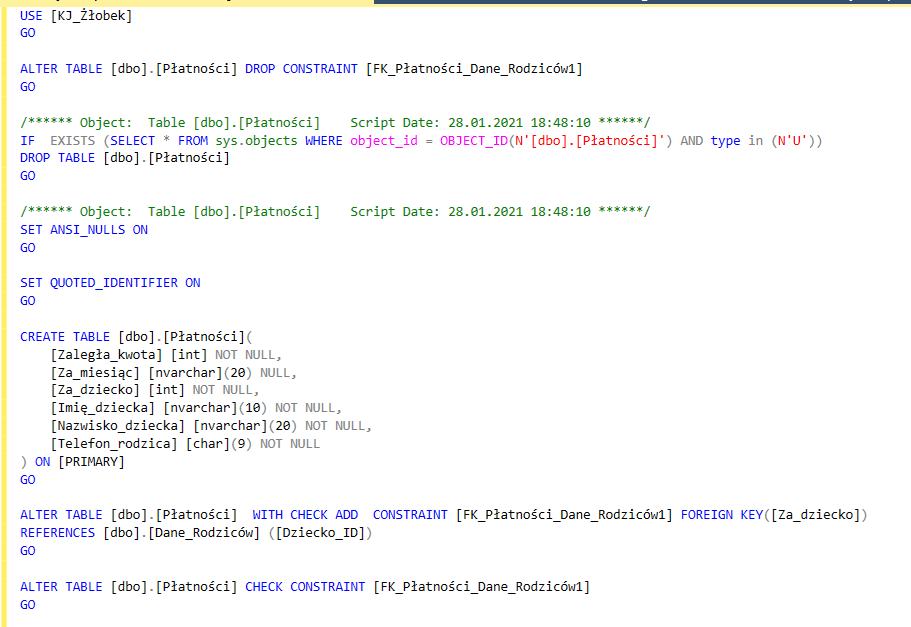 USE [KJ_Żłobek]
GO
ALTER TABLE [dbo].[Płatności] DROP CONSTRAINT [FK_Płatności_Dane_Rodziców1]
GO
/****** Object:  Table [dbo].[Płatności]    Script Date: 28.01.2021 18:48:10 ******/
IF  EXISTS (SELECT * FROM sys.objects WHERE object_id = OBJECT_ID(N'[dbo].[Płatności]') AND type in (N'U'))
DROP TABLE [dbo].[Płatności]
GO
/****** Object:  Table [dbo].[Płatności]    Script Date: 28.01.2021 18:48:10 ******/
SET ANSI_NULLS ON
GO
SET QUOTED_IDENTIFIER ON
GO
CREATE TABLE [dbo].[Płatności](
    [Zaległa_kwota] [int] NOT NULL,
    [Za_miesiąc] [nvarchar](20) NULL,
    [Za_dziecko] [int] NOT NULL,
    [Imię_dziecka] [nvarchar](10) NOT NULL,
    [Nazwisko_dziecka] [nvarchar](20) NOT NULL,
    [Telefon_rodzica] [char](9) NOT NULL
) ON [PRIMARY]
GO
ALTER TABLE [dbo].[Płatności]  WITH CHECK ADD  CONSTRAINT [FK_Płatności_Dane_Rodziców1] FOREIGN KEY([Za_dziecko])
REFERENCES [dbo].[Dane_Rodziców] ([Dziecko_ID])
GO
ALTER TABLE [dbo].[Płatności] CHECK CONSTRAINT [FK_Płatności_Dane_Rodziców1]
GO